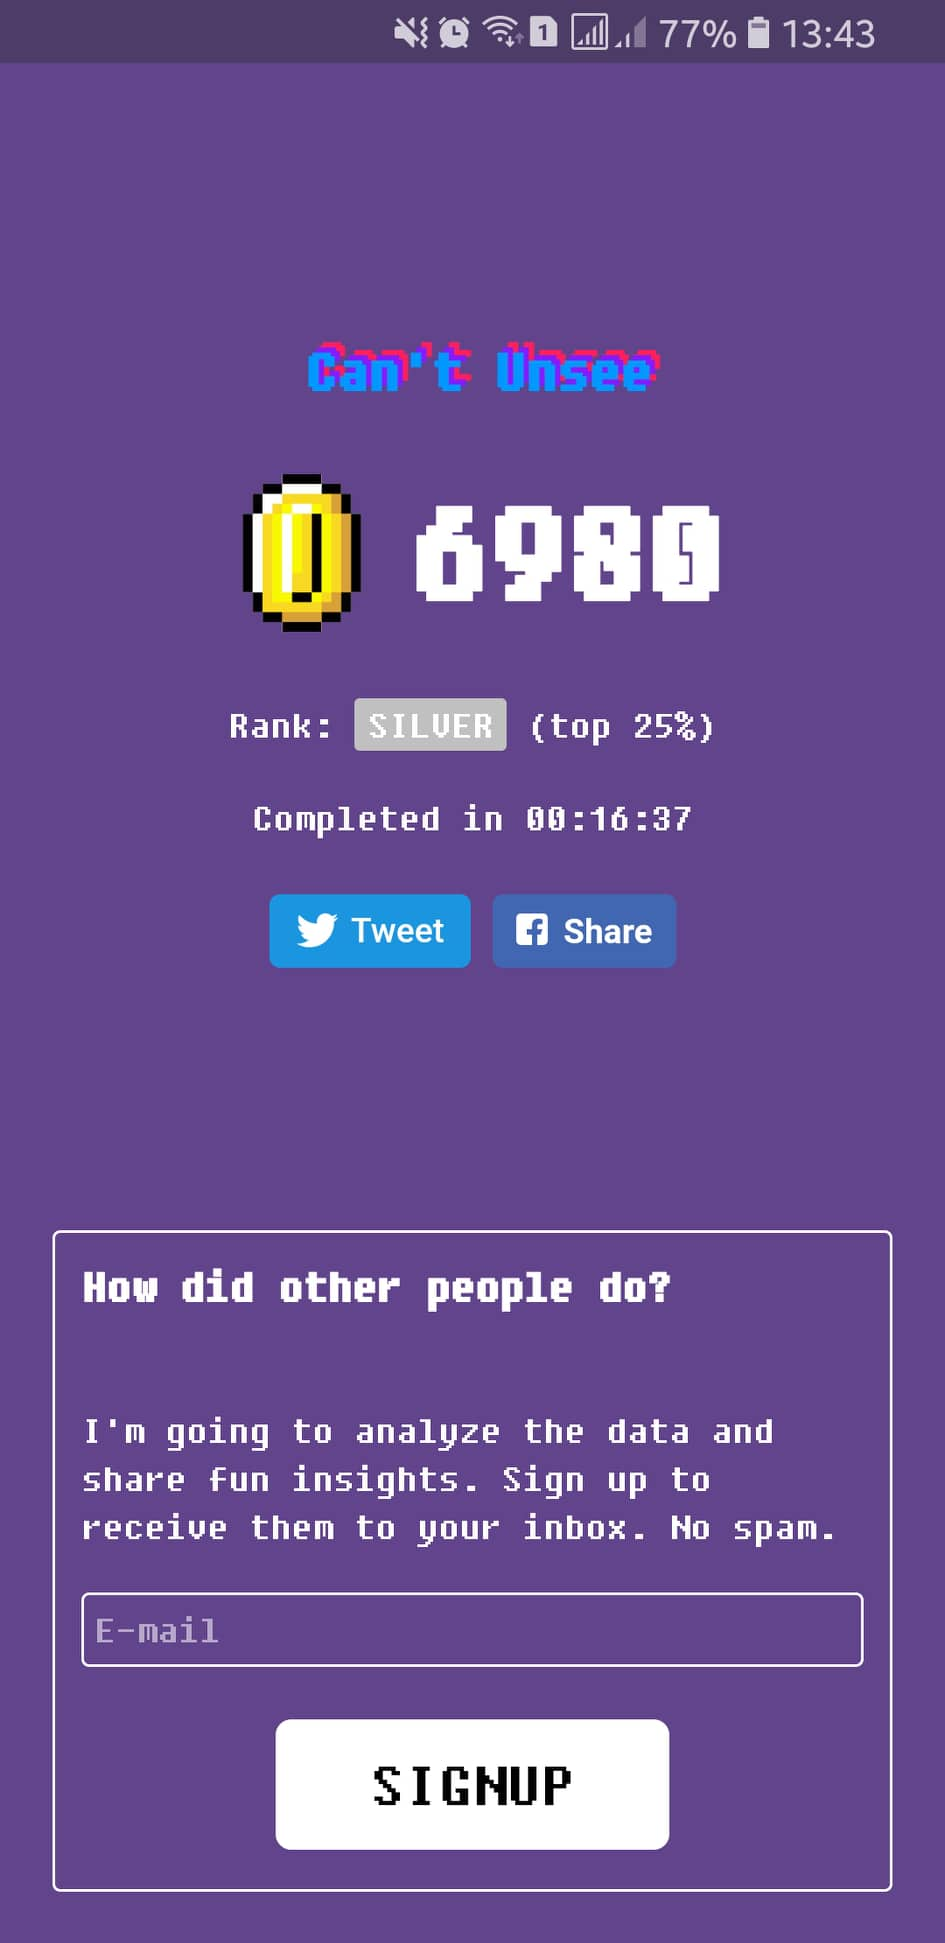 1 77% 13:43
Can't Unsee
6980
Rank: SILVER (top 25%)
Completed in 00:16:37
Tweet Share
How did other people do?
I'm going to analyze the data and
share fun insights. Sign up to
receive them to your inbox. No spam.
E-mail
SIGNUP